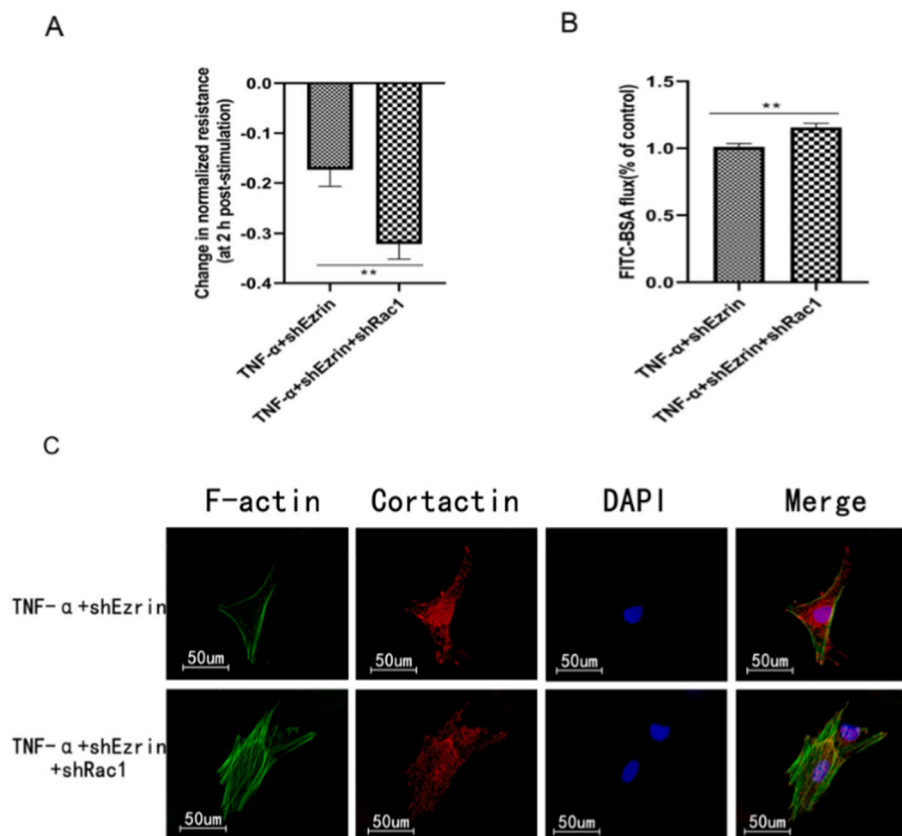 A
Change in normalized resistance
(at 2 h post-stimulation)
0.0
-0.1
-0.2
-0.3
-0.4
**
TNF-α+shEzrin
TNF-α+shEzrin+shRac1
B
FITC-BSA flux(% of control)
1.5
1.0
0.5
0.0
**
TNF-α+shEzrin
TNF-α+shEzrin+shRac1
C
F-actin Cortactin DAPI Merge
TNF-α+shEzrin
50um 50um 50um 50um
TNF-α+shEzrin
+shRac1
50um 50um 50um 50um